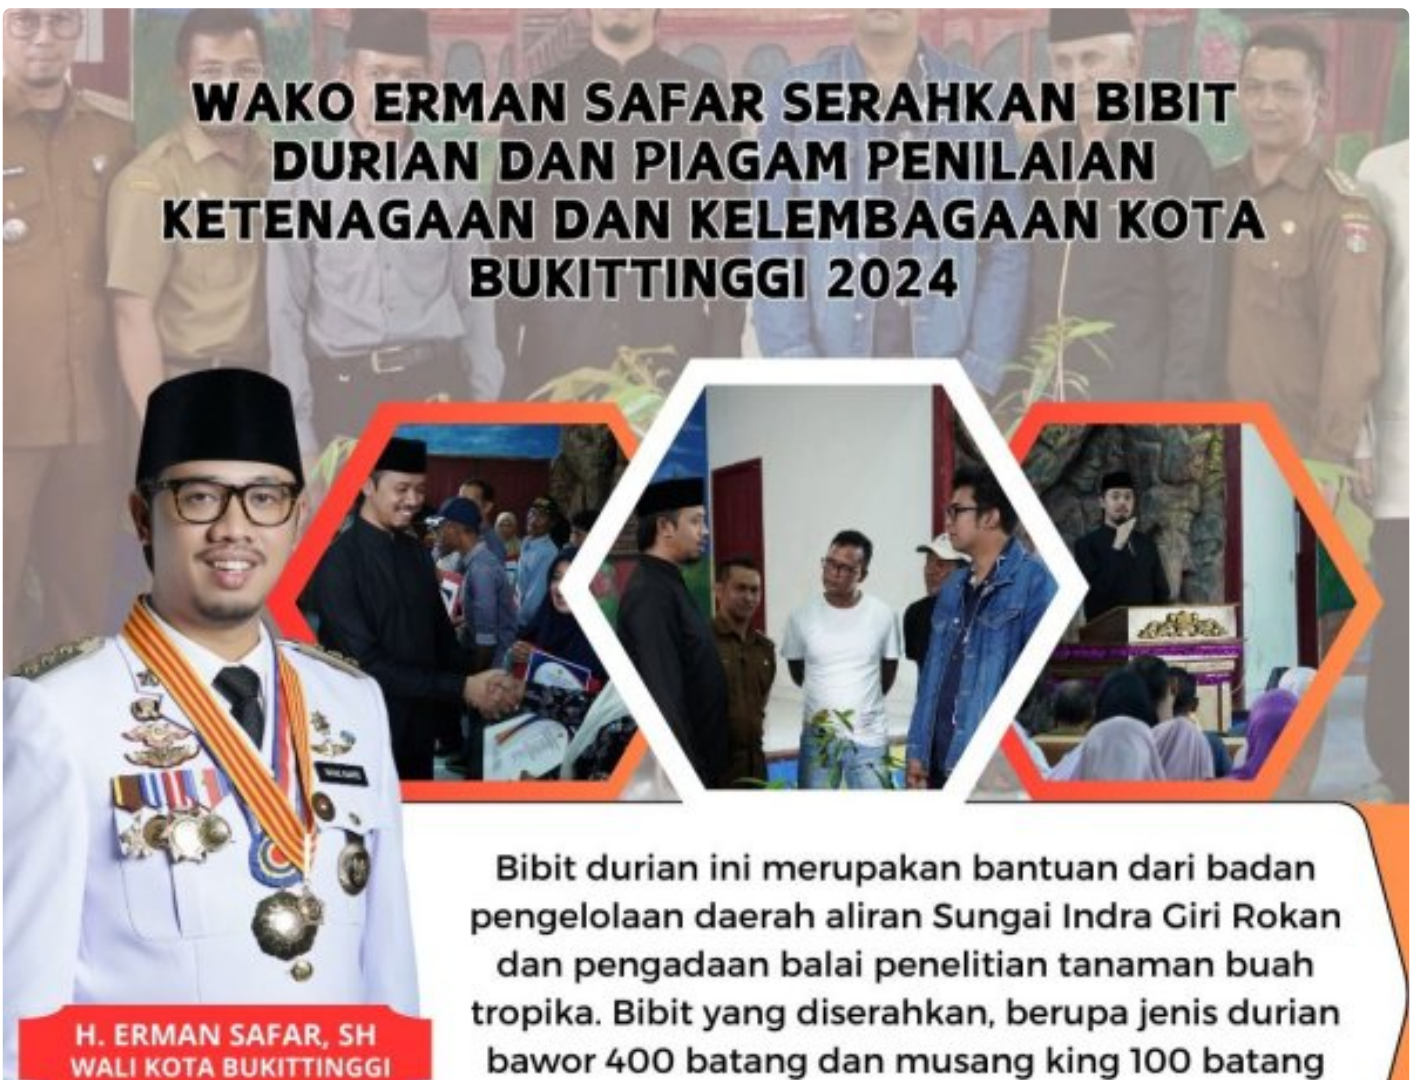 WAKO ERMAN SAFAR SERAHKAN BIBIT
DURIAN DAN PIAGAM PENILAIAN
KETENAGAAN DAN KELEMBAGAAN KOTA
BUKITTINGGI 2024
Bibit durian ini merupakan bantuan dari badan
pengelolaan daerah aliran Sungai Indra Giri Rokan
dan pengadaan balai penelitian tanaman buah
tropika. Bibit yang diserahkan, berupa jenis durian
bawor 400 batang dan musang king 100 batang
H. ERMAN SAFAR, SH
WALI KOTA BUKITTINGGI